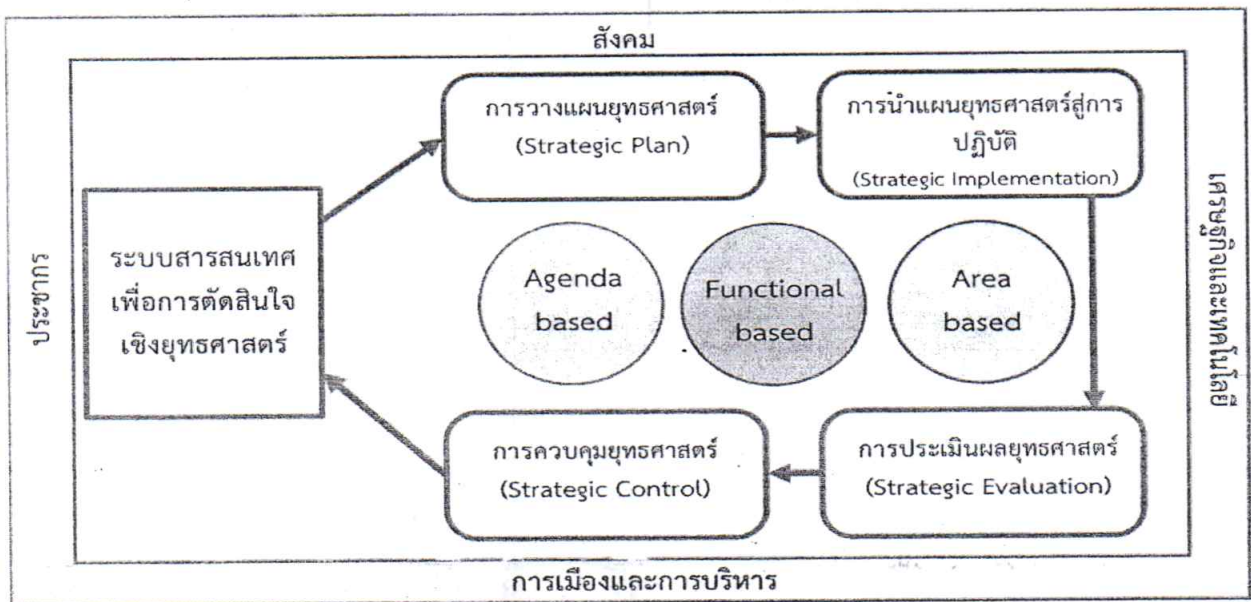 สังคม
การวางแผนยุทธศาสตร์
(Strategic Plan)
การนำแผนยุทธศาสตร์สู่การ
ปฏิบัติ
(Strategic Implementation)
ประชากร
ระบบสารสนเทศ
เพื่อการตัดสินใจ
เชิงยุทธศาสตร์
Agenda
based
Functional
based
Area
based
เศรษฐกิจและเทคโนโลยี
การควบคุมยุทธศาสตร์
(Strategic Control)
การประเมินผลยุทธศาสตร์
(Strategic Evaluation)
การเมืองและการบริหาร